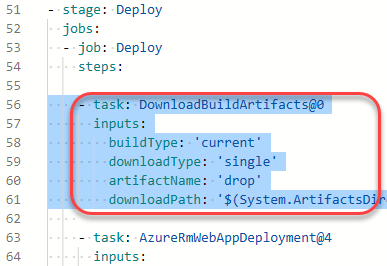 51 - stage: Deploy
52 jobs:
53 - job: Deploy
54 steps:
55
56 - task: DownloadBuildArtifacts@0
57 inputs:
58 buildType: 'current'
59 downloadType: 'single'
60 artifactName: 'drop'
61 downloadPath: '$(System.ArtifactsDir
62
63 - task: AzureRmWebAppDeployment@4
64 inputs: